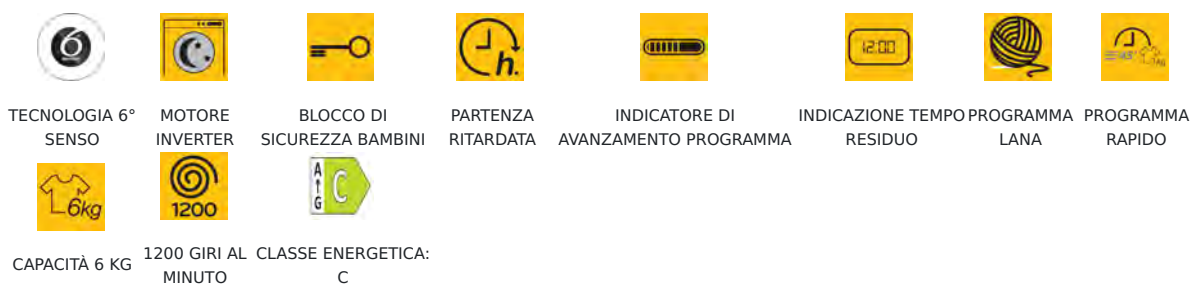 6
h.
12:00
TECNOLOGIA 6° SENSO
MOTORE INVERTER
BLOCCO DI SICUREZZA BAMBINI
PARTENZA RITARDATA
INDICATORE DI AVANZAMENTO PROGRAMMA
INDICAZIONE TEMPO RESIDUO
PROGRAMMA LANA
PROGRAMMA RAPIDO
6kg
1200
A
G
C
CAPACITÀ 6 KG
1200 GIRI AL MINUTO
CLASSE ENERGETICA: C